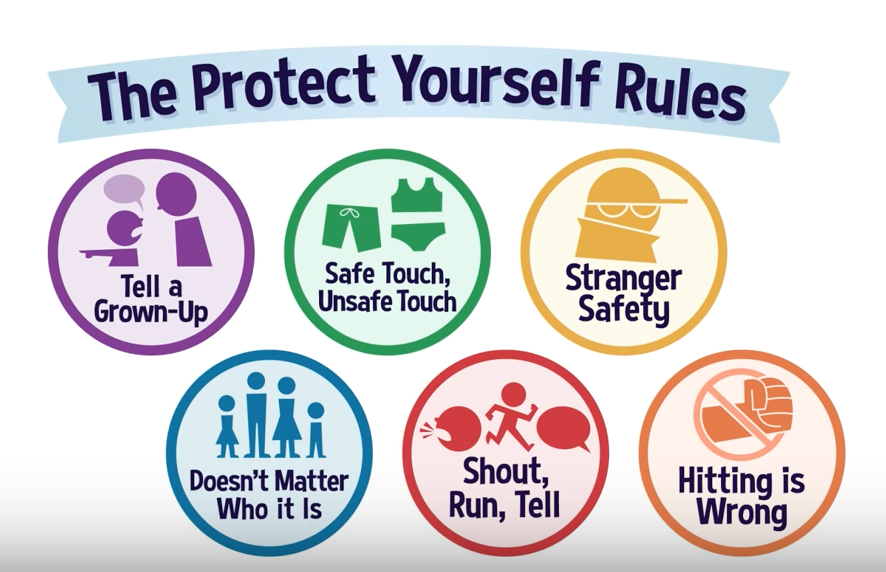 The Protect Yourself Rules
Tell a
Grown-Up
Safe Touch,
Unsafe Touch
Stranger
Safety
Doesn't Matter
Who it Is
Shout,
Run, Tell
Hitting is
Wrong